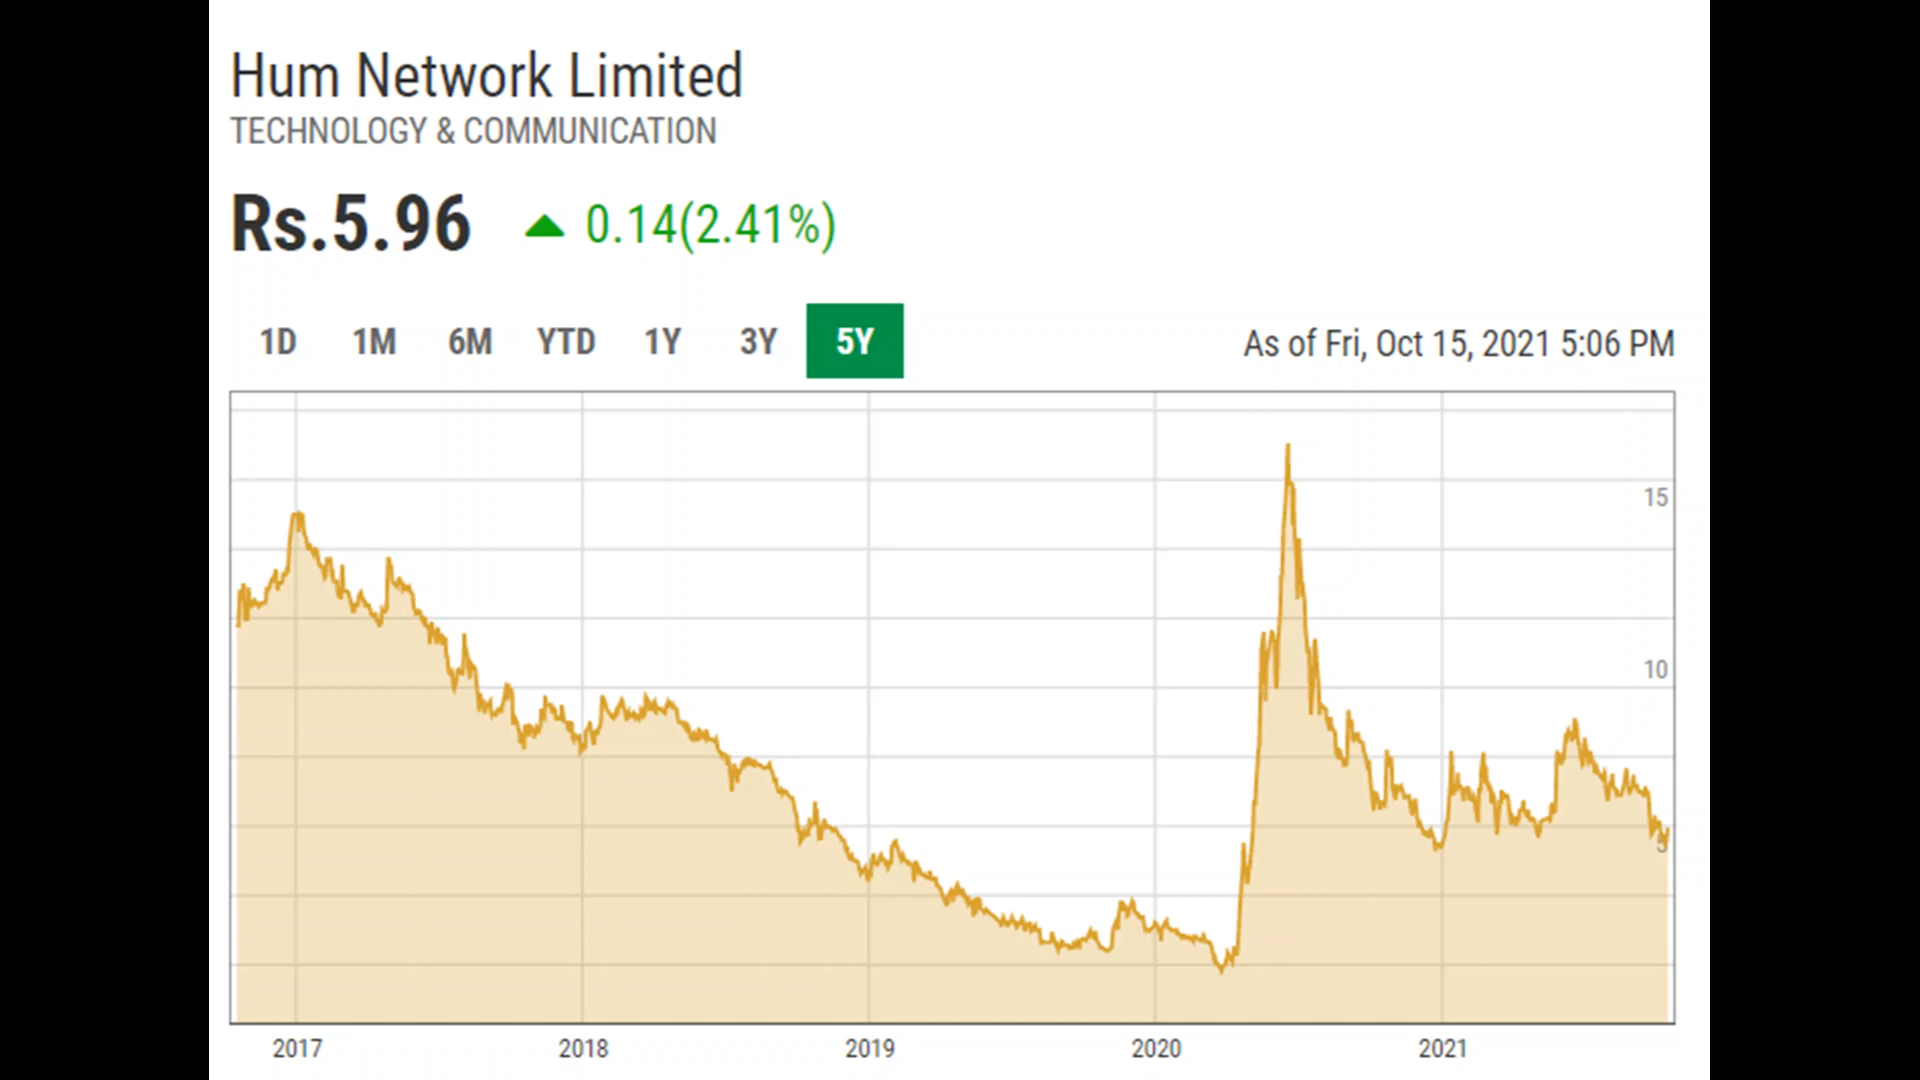 Hum Network Limited
TECHNOLOGY & COMMUNICATION
Rs.5.96 ▲ 0.14(2.41%)
1D 1M 6M YTD 1Y 3Y 5Y As of Fri, Oct 15, 2021 5:06 PM
15
10
5
2017 2018 2019 2020 2021